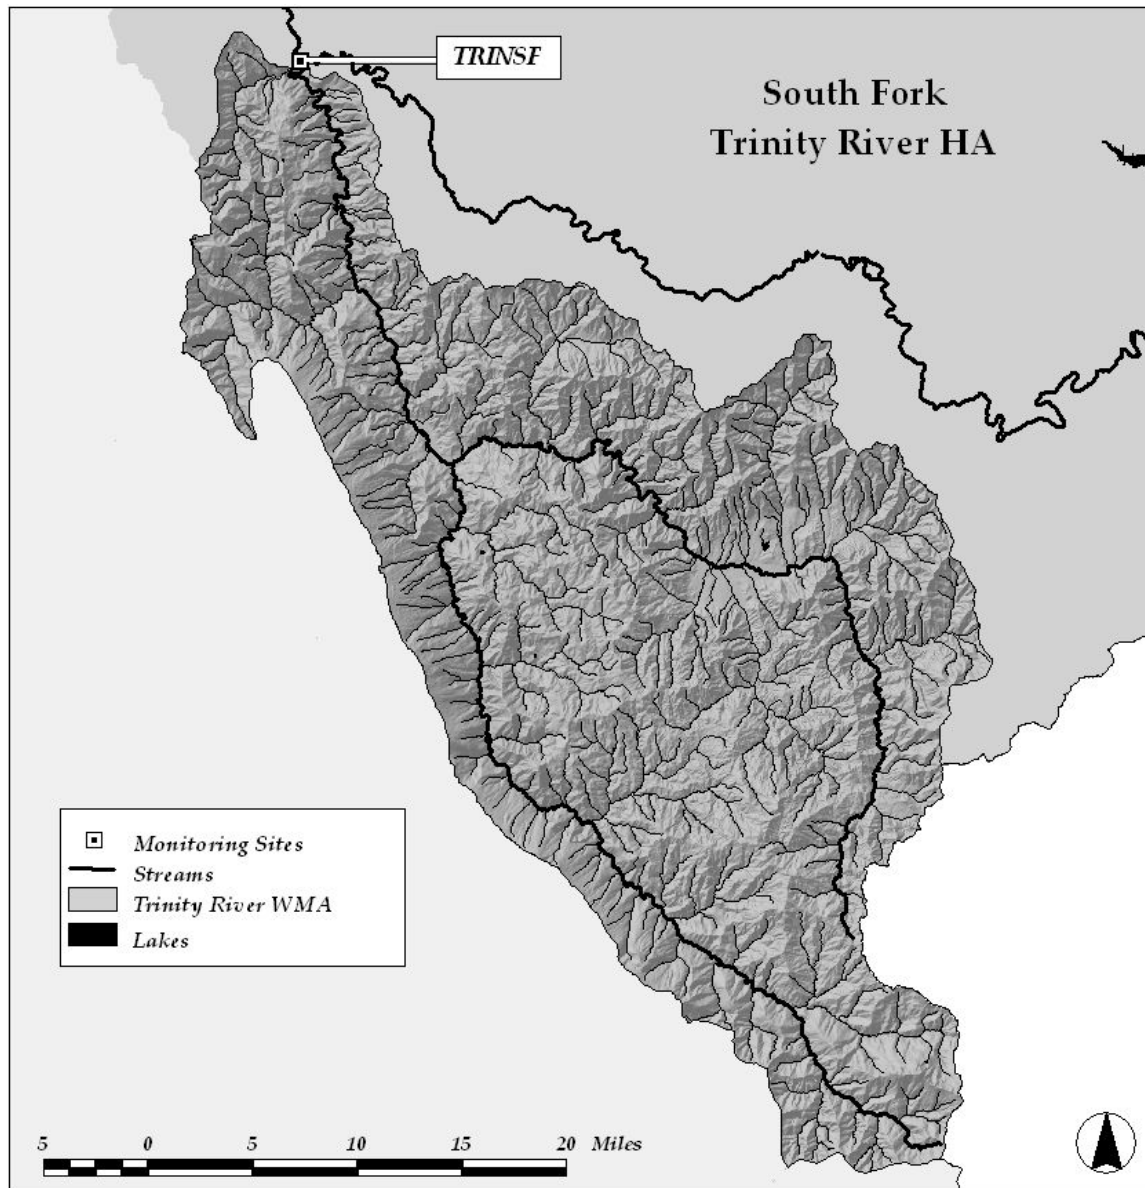 TRINSF
South Fork
Trinity River HA
Monitoring Sites
Streams
Trinity River WMA
Lakes
5 0 5 10 15 20 Miles